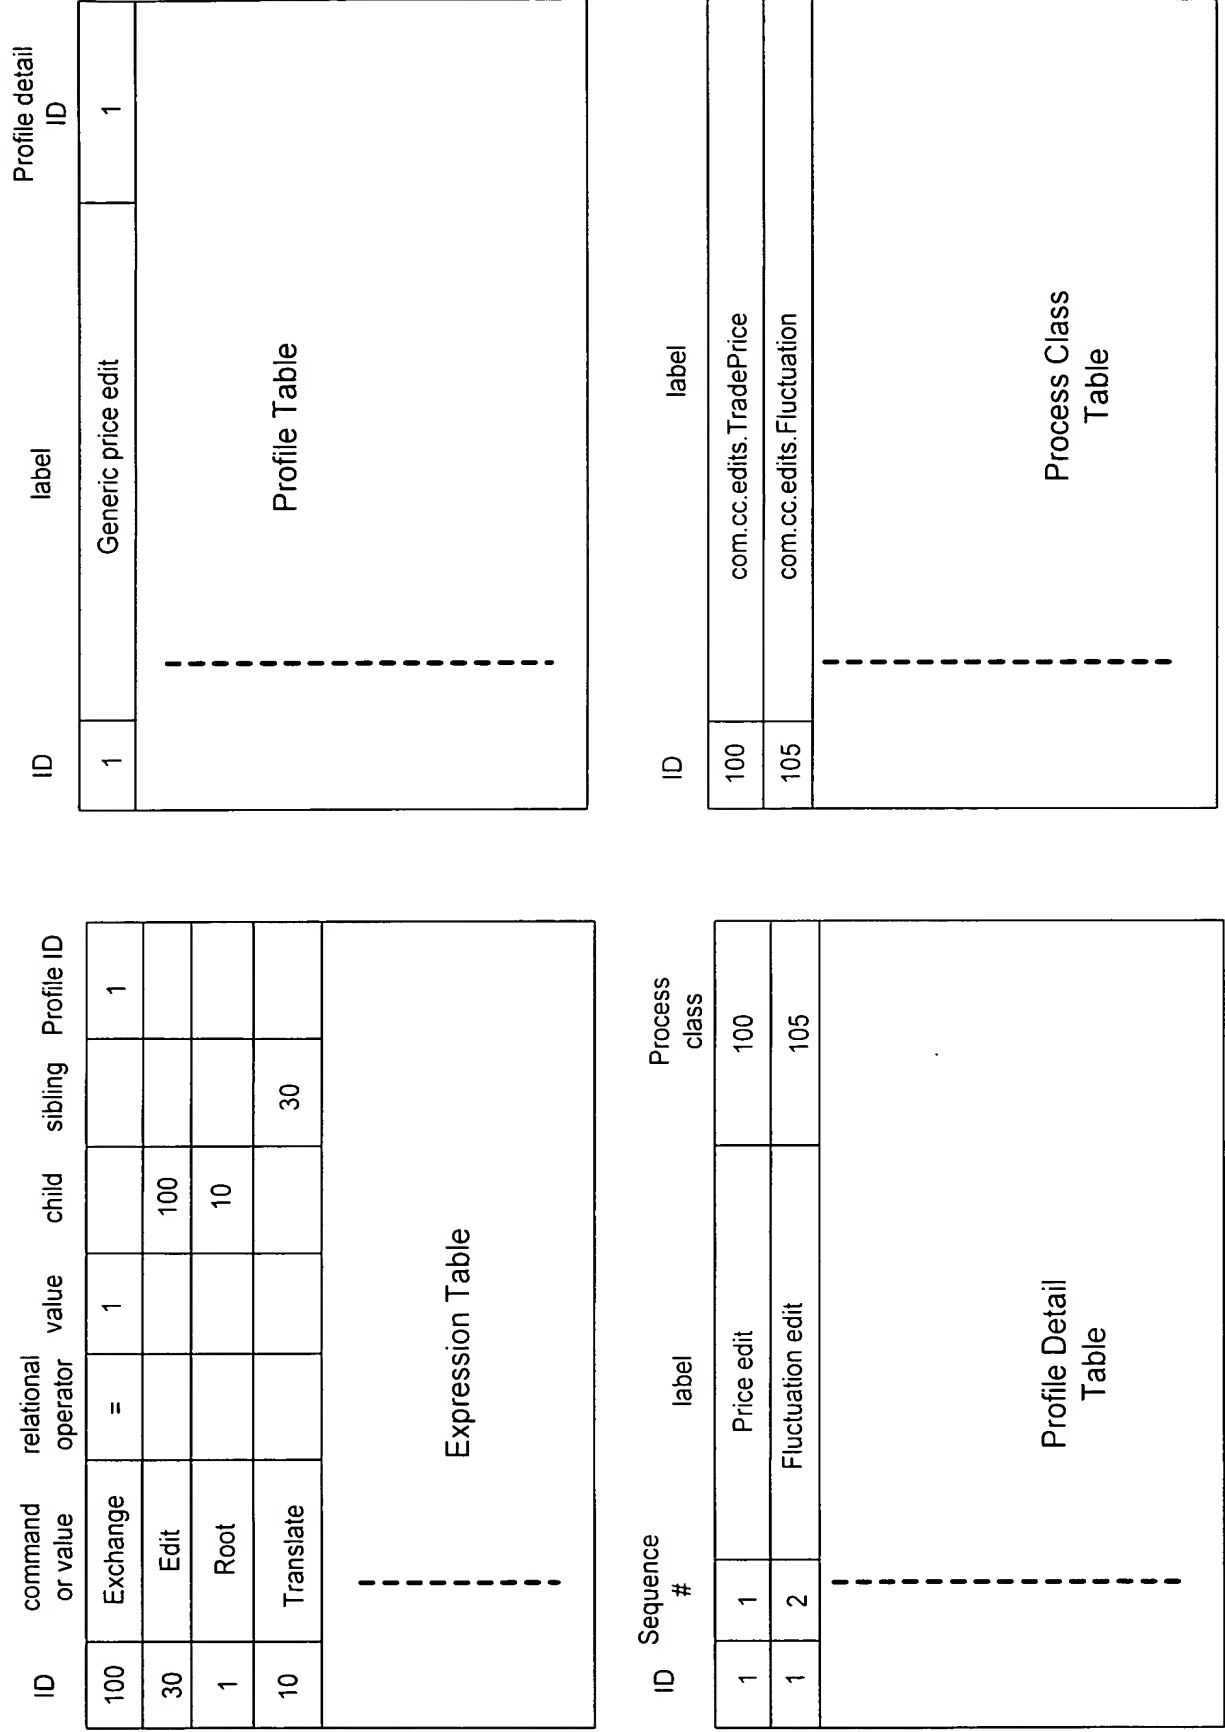 ID command or value relational operator value child sibling Profile ID
100 Exchange = 1 1
30 Edit 100
1 Root 10
10 Translate 30
Expression Table
ID label Profile detail ID
1 Generic price edit 1
Profile Table
ID Sequence # label Process class
1 1 Price edit 100
1 2 Fluctuation edit 105
Profile Detail
Table
ID label
100 com.cc.edits.TradePrice
105 com.cc.edits.Fluctuation
Process Class
Table